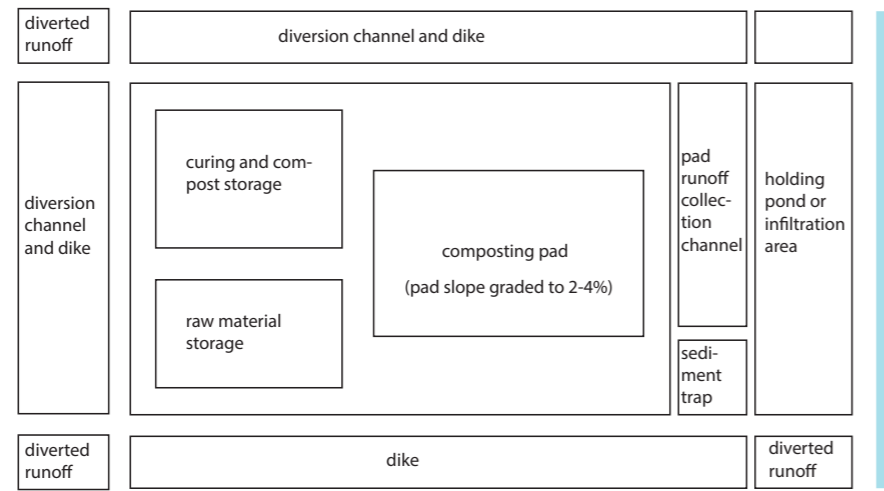 diverted
runoff
diversion channel and dike
diversion
channel
and dike
curing and com-
post storage
raw material
storage
composting pad
(pad slope graded to 2-4%)
pad
runoff
collec-
tion
channel
sedi-
ment
trap
holding
pond or
infiltration
area
diverted
runoff
dike
diverted
runoff